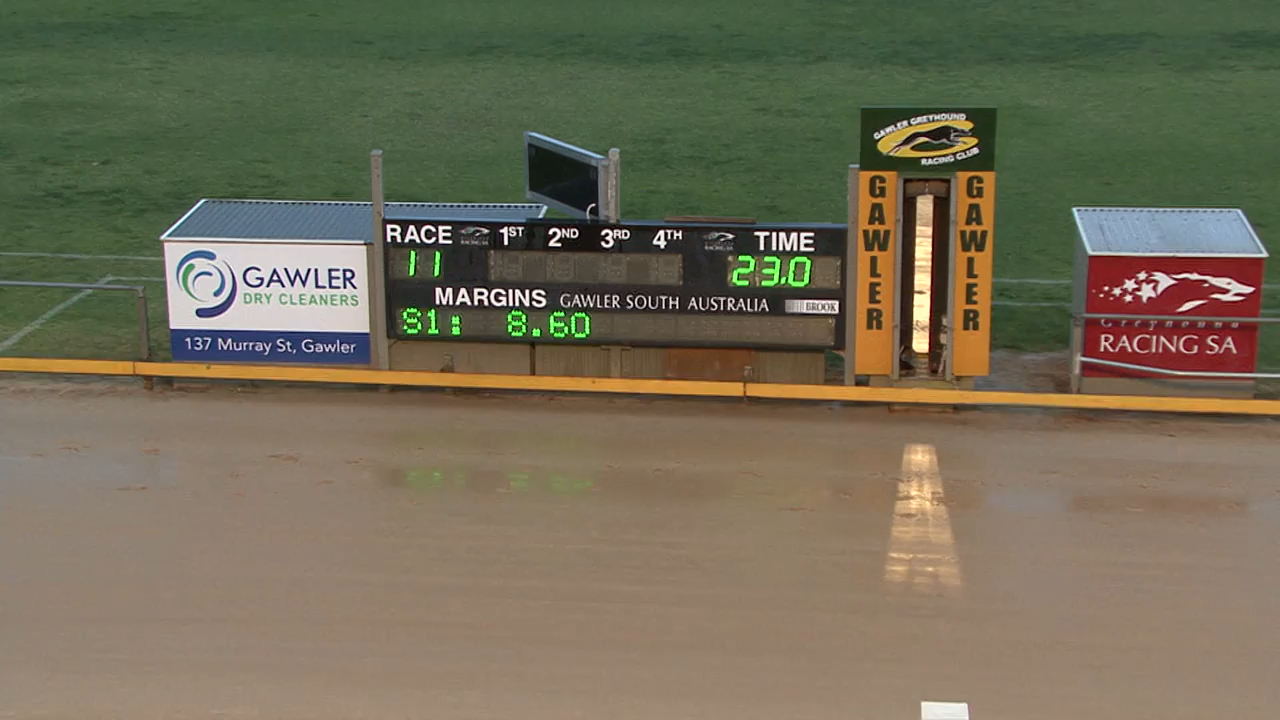 GAWLER GREYHOUND
RACING CLUB
RACE 1ST 2ND 3RD 4TH TIME
11 23.0
MARGINS GAWLER SOUTH AUSTRALIA BROOK
S1: 8.60
GAWLER
DRY CLEANERS
137 Murray St, Gawler
GAWLER
GAWLER
Greyhound
RACING SA